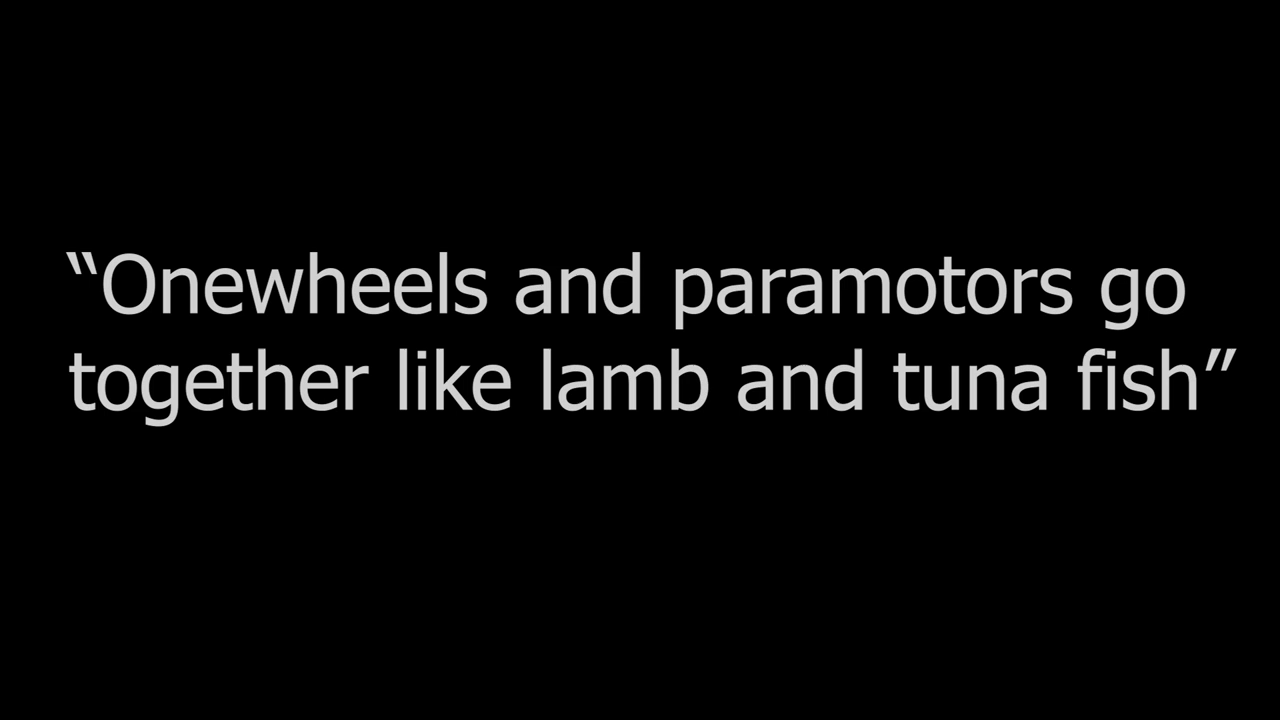 “Onewheels and paramotors go
together like lamb and tuna fish”